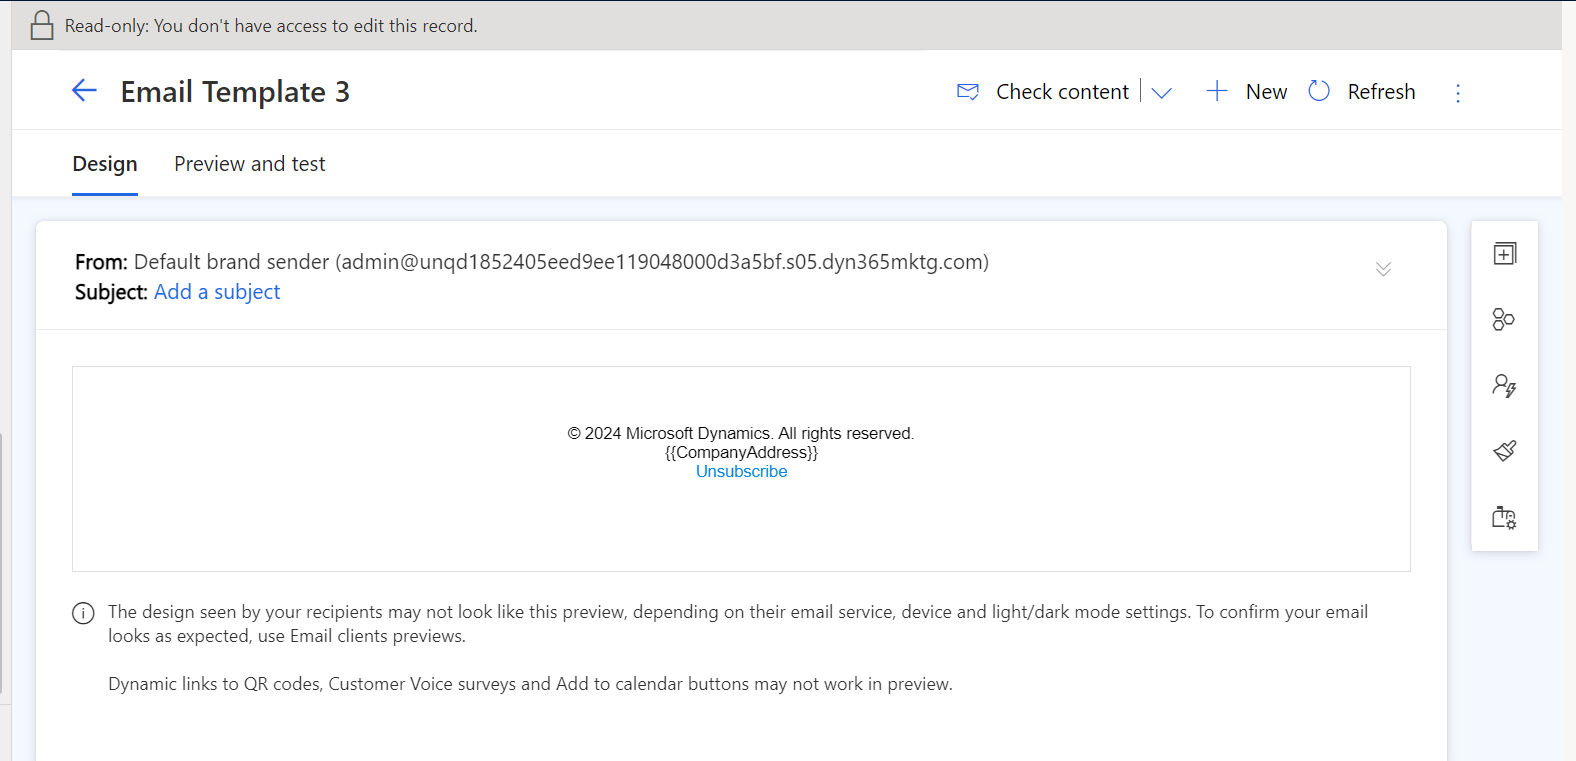 Read-only: You don't have access to edit this record.
Email Template 3
Check content
New
Refresh
Design
Preview and test
From: Default brand sender (admin@unqd1852405eed9ee119048000d3a5bf.s05.dyn365mktg.com)
Subject: Add a subject
© 2024 Microsoft Dynamics. All rights reserved.
{{CompanyAddress}}
Unsubscribe
The design seen by your recipients may not look like this preview, depending on their email service, device and light/dark mode settings. To confirm your email
looks as expected, use Email clients previews.
Dynamic links to QR codes, Customer Voice surveys and Add to calendar buttons may not work in preview.